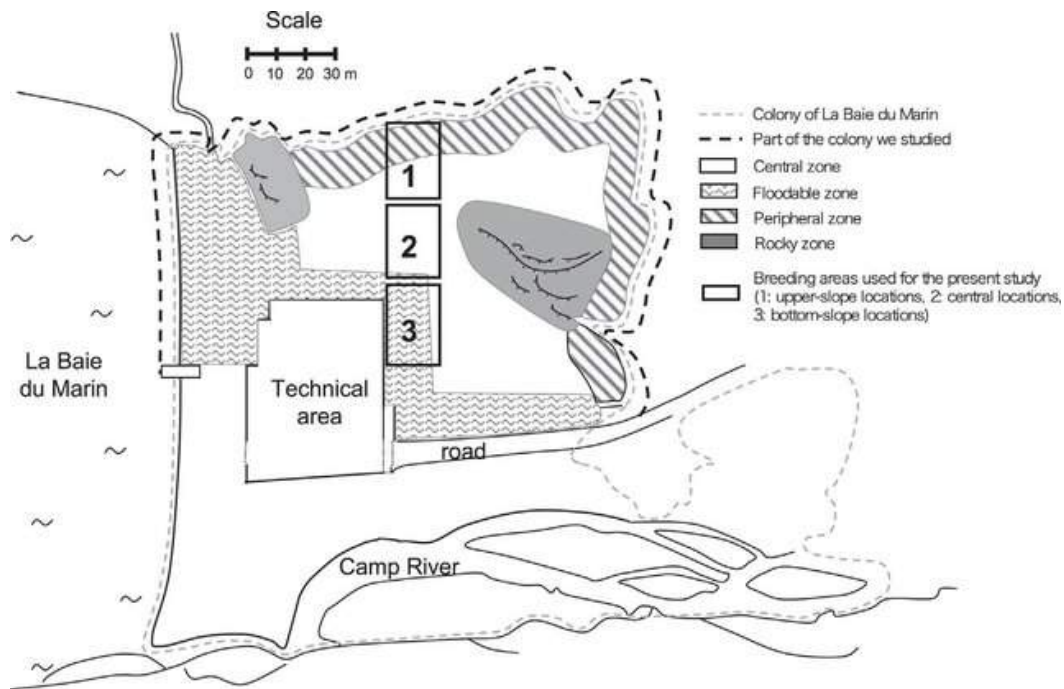 Scale
0 10 20 30 m
Colony of La Baie du Marin
Part of the colony we studied
Central zone
Floodable zone
Peripheral zone
Rocky zone
Breeding areas used for the present study
(1: upper-slope locations, 2: central locations,
3: bottom-slope locations)
1
2
3
La Baie
du Marin
Technical
area
road
Camp River